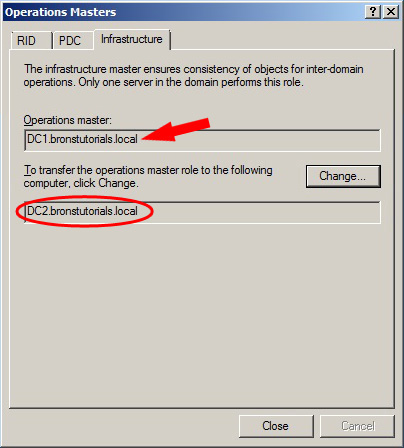 Operations Masters
RID PDC Infrastructure
The infrastructure master ensures consistency of objects for inter-domain
operations. Only one server in the domain performs this role.
Operations master:
DC1.bronstutorials.local
To transfer the operations master role to the following
computer, click Change.
Change...
DC2.bronstutorials.local
Close Cancel